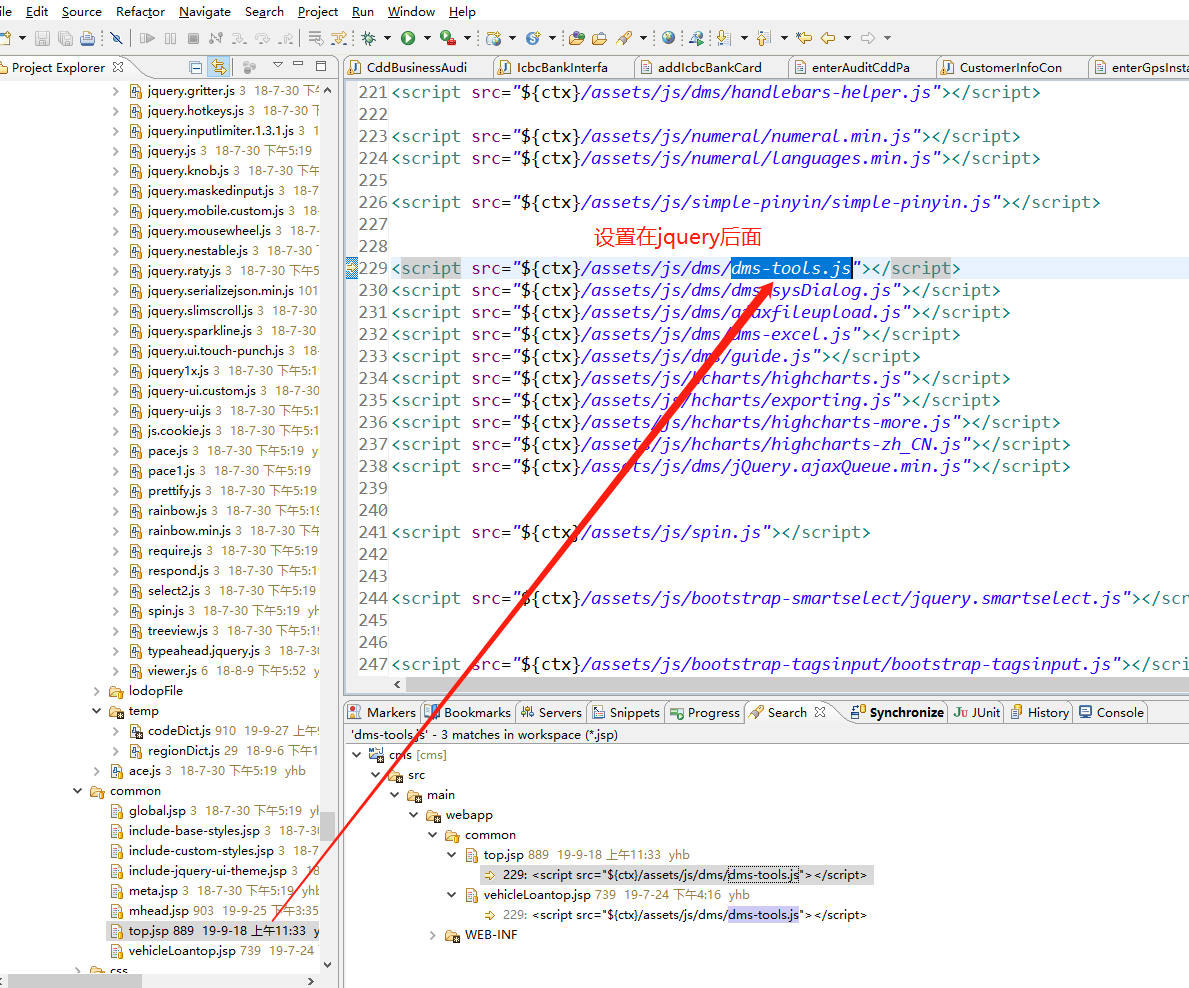 ile Edit Source Refactor Navigate Search Project Run Window Help
Project Explorer
jquery.gritter.js 3 18-7-30 下午
jquery.hotkeys.js 3 18-7-30
jquery.inputlimiter.1.3.1.js 3 1
jquery.js 3 18-7-30 下午5:19
jquery.knob.js 3 18-7-30 下午
jquery.maskedinput.js 3 18-7
jquery.mobile.custom.js 3
jquery.mousewheel.js 3 18-7-
jquery.nestable.js 3 18-7-30
jquery.raty.js 3 18-7-30 下午5
jquery.serializejson.min.js 101
jquery.slimscroll.js 3 18-7-30
jquery.sparkline.js 3 18-7-30
jquery.ui.touch-punch.js 3
jquery1x.js 3 18-7-30 下午5:19
jquery-ui.custom.js 3 18-7-30
jquery-ui.js 3 18-7-30 下午5:1
js.cookie.js 3 18-7-30 下午5:1
pace.js 3 18-7-30 下午5:19 y
pace1.js 3 18-7-30 下午5:19
prettify.js 3 18-7-30 下午5:19
rainbow.js 3 18-7-30 下午5:19
rainbow.min.js 3 18-7-30 下午
require.js 3 18-7-30 下午5:19
respond.js 3 18-7-30 下午5:19
select2.js 3 18-7-30 下午5:19
spin.js 3 18-7-30 下午5:19 yh
treeview.js 3 18-7-30 下午5:19
typeahead.jquery.js 3 18-7-30
viewer.js 6 18-8-9 下午5:52 y
lodopFile
temp
codeDict.js 910 19-9-27 上午
regionDict.js 29 18-9-6 下午1
ace.js 3 18-7-30 下午5:19 yhb
common
global.jsp 3 18-7-30 下午5:19 yh
include-base-styles.jsp 3 18-7-30
include-custom-styles.jsp 3 18-7
include-jquery-ui-theme.jsp 3 18
meta.jsp 3 18-7-30 下午5:19 yhb
mhead.jsp 903 19-9-25 下午3:35
top.jsp 889 19-9-18 上午11:33 y
vehicleLoantop.jsp 739 19-7-24
css
CddBusinessAudi IcbcBankInterfa addIcbcBankCard enterAuditCddPa CustomerInfoCon enterGpsInsta
221 <script src="${ctx}/assets/js/dms/handlebars-helper.js"></script>
222
223 <script src="${ctx}/assets/js/numeral/numeral.min.js"></script>
224 <script src="${ctx}/assets/js/numeral/languages.min.js"></script>
225
226 <script src="${ctx}/assets/js/simple-pinyin/simple-pinyin.js"></script>
227
设置在jquery后面
228
229 <script src="${ctx}/assets/js/dms/dms-tools.js"></script>
230 <script src="${ctx}/assets/js/dms/dms-sysDialog.js"></script>
231 <script src="${ctx}/assets/js/dms/ajaxfileupload.js"></script>
232 <script src="${ctx}/assets/js/dms/dms-excel.js"></script>
233 <script src="${ctx}/assets/js/dms/guide.js"></script>
234 <script src="${ctx}/assets/js/hcharts/highcharts.js"></script>
235 <script src="${ctx}/assets/js/hcharts/exporting.js"></script>
236 <script src="${ctx}/assets/js/hcharts/highcharts-more.js"></script>
237 <script src="${ctx}/assets/js/hcharts/highcharts-zh_CN.js"></script>
238 <script src="${ctx}/assets/js/dms/jQuery.ajaxQueue.min.js"></script>
239
240
241 <script src="${ctx}/assets/js/spin.js"></script>
242
243
244 <script src="${ctx}/assets/js/bootstrap-smartselect/jquery.smartselect.js"></scr
245
246
247 <script src="${ctx}/assets/js/bootstrap-tagsinput/bootstrap-tagsinput.js"></scri
Markers Bookmarks Servers Snippets Progress Search Synchronize JUnit History Console
'dms-tools.js' - 3 matches in workspace (*.jsp)
cms [cms]
src
main
webapp
common
top.jsp 889 19-9-18 上午11:33 yhb
229: <script src="${ctx}/assets/js/dms/dms-tools.js"></script>
vehicleLoantop.jsp 739 19-7-24 下午4:16 yhb
229: <script src="${ctx}/assets/js/dms/dms-tools.js"></script>
WEB-INF